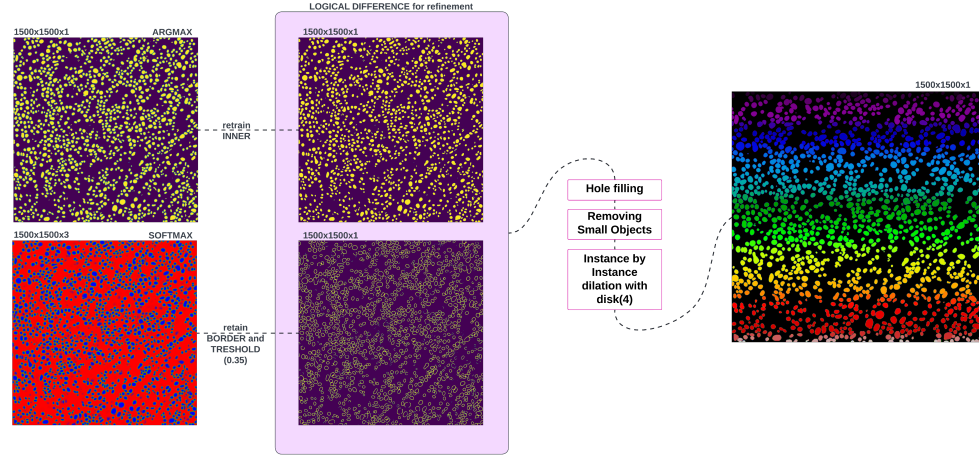 LOGICAL DIFFERENCE for refinement
1500x1500x1 ARGMAX
1500x1500x1
retrain
INNER
1500x1500x3 SOFTMAX
1500x1500x1
retain
BORDER and
TRESHOLD
(0.35)
Hole filling
Removing
Small Objects
Instance by
Instance
dilation with
disk(4)
1500x1500x1